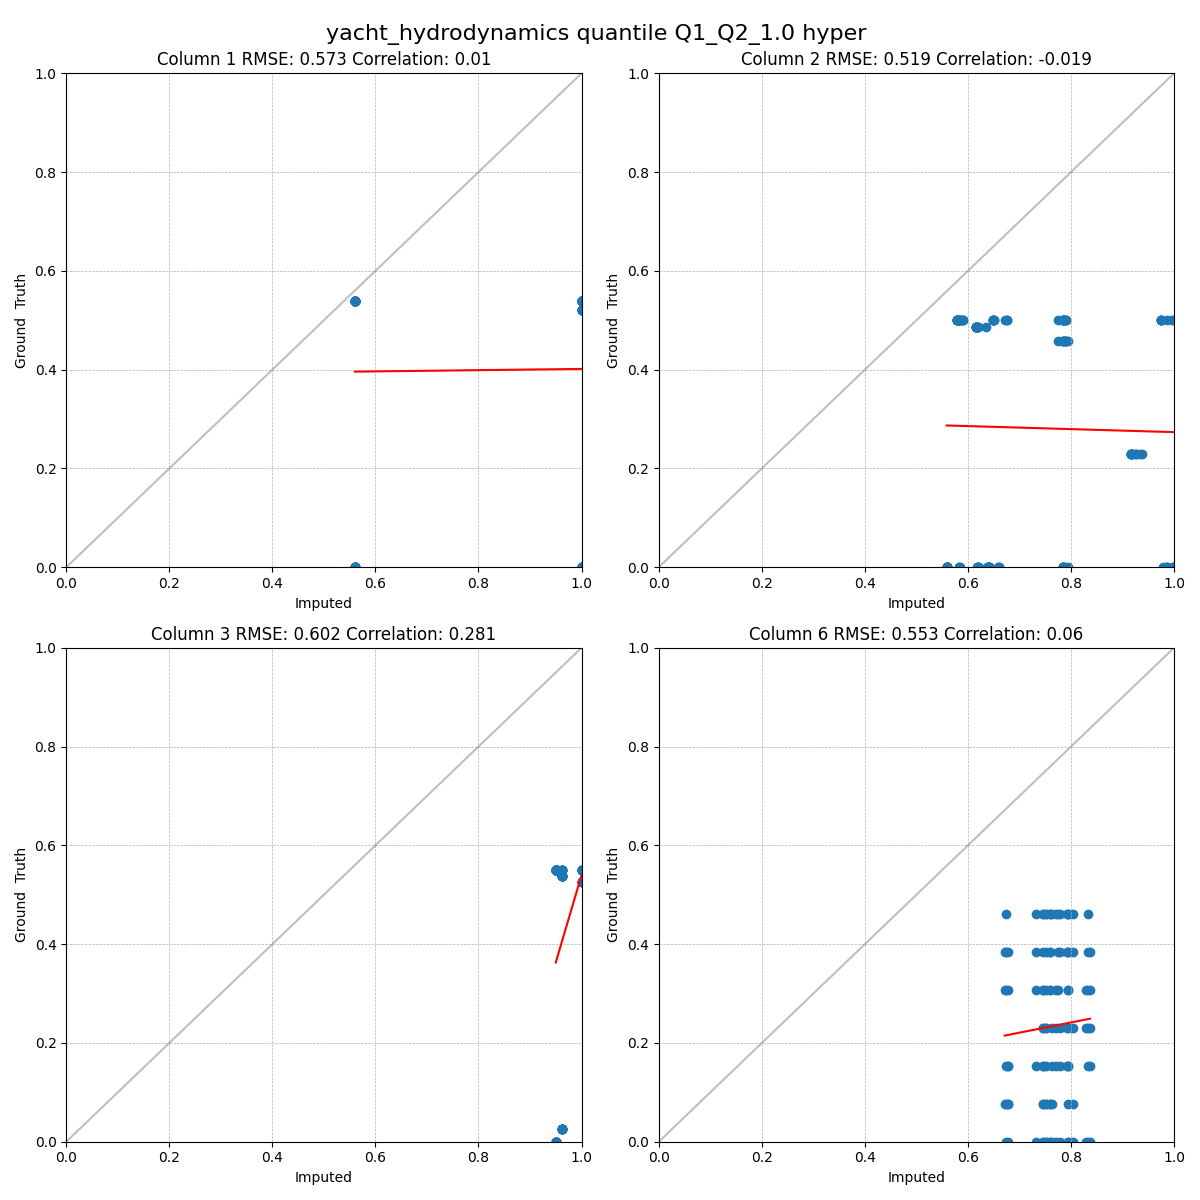 yacht_hydrodynamics quantile Q1_Q2_1.0 hyper
Column 1 RMSE: 0.573 Correlation: 0.01
1.0
0.8
0.6
0.4
0.2
0.0
Ground Truth
0.0 0.2 0.4 0.6 0.8 1.0
Imputed
Column 2 RMSE: 0.519 Correlation: -0.019
1.0
0.8
0.6
0.4
0.2
0.0
Ground Truth
0.0 0.2 0.4 0.6 0.8 1.0
Imputed
Column 3 RMSE: 0.602 Correlation: 0.281
1.0
0.8
0.6
0.4
0.2
0.0
Ground Truth
0.0 0.2 0.4 0.6 0.8 1.0
Imputed
Column 6 RMSE: 0.553 Correlation: 0.06
1.0
0.8
0.6
0.4
0.2
0.0
Ground Truth
0.0 0.2 0.4 0.6 0.8 1.0
Imputed